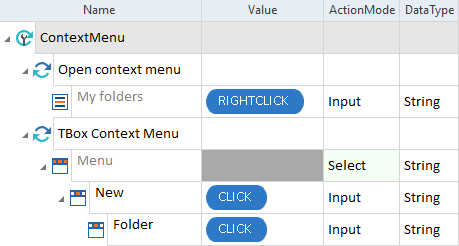 Name Value ActionMode DataType
ContextMenu
Open context menu
My folders RIGHTCLICK Input String
TBox Context Menu
Menu Select String
New CLICK Input String
Folder CLICK Input String